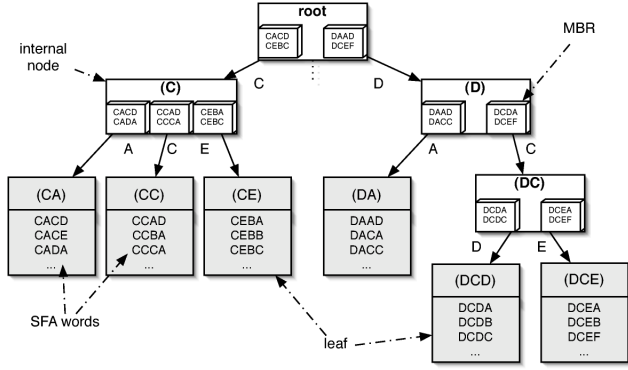 root
CACD
CEBC
DAAD
DCEF
MBR
internal
node
C
D
(C)
CACD
CADA
CCAD
CCCA
CEBA
CEBC
(D)
DAAD
DACC
DCDA
DCEF
A
C
E
A
C
(CA)
CACD
CACE
CADA
...
(CC)
CCAD
CCBA
CCCA
...
(CE)
CEBA
CEBB
CEBC
...
(DA)
DAAD
DACA
DACC
...
(DC)
DCDA
DCDC
DCEA
DCEF
D
E
(DCD)
DCDA
DCDB
DCDC
...
(DCE)
DCEA
DCEB
DCEF
...
SFA words
leaf